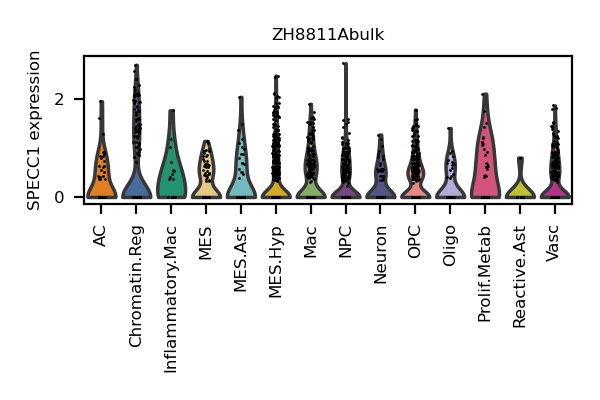 ZH8811Abulk
SPECC1 expression
2
0
AC
Chromatin.Reg
Inflammatory.Mac
MES
MES.Ast
MES.Hyp
Mac
NPC
Neuron
OPC
Oligo
Prolif.Metab
Reactive.Ast
Vasc